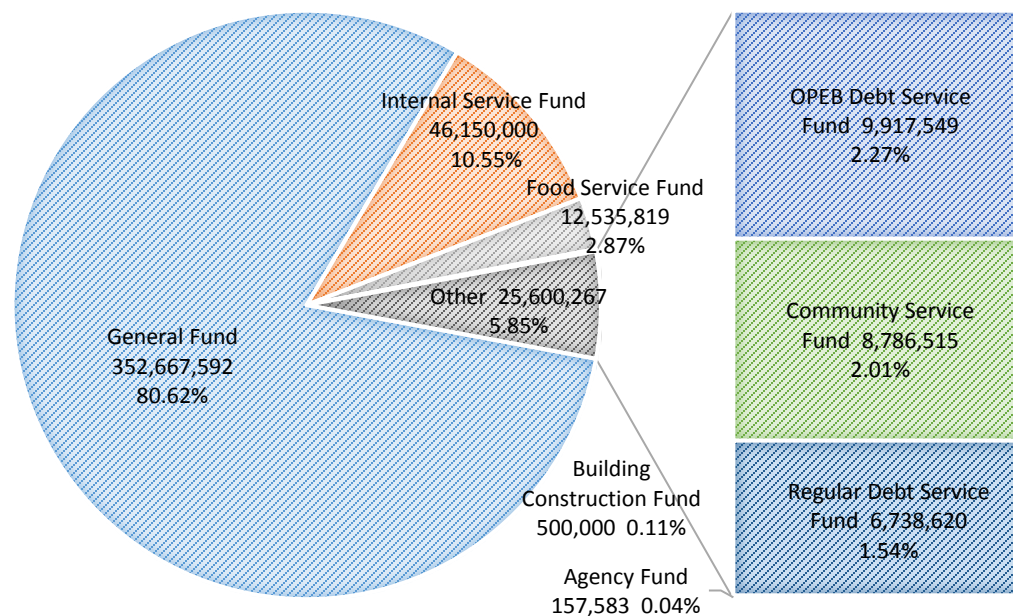 Internal Service Fund
46,150,000
10.55%
Food Service Fund
12,535,819
2.87%
Other 25,600,267
5.85%
General Fund
352,667,592
80.62%
Building
Construction Fund
500,000 0.11%
Agency Fund
157,583 0.04%
OPEB Debt Service
Fund 9,917,549
2.27%
Community Service
Fund 8,786,515
2.01%
Regular Debt Service
Fund 6,738,620
1.54%